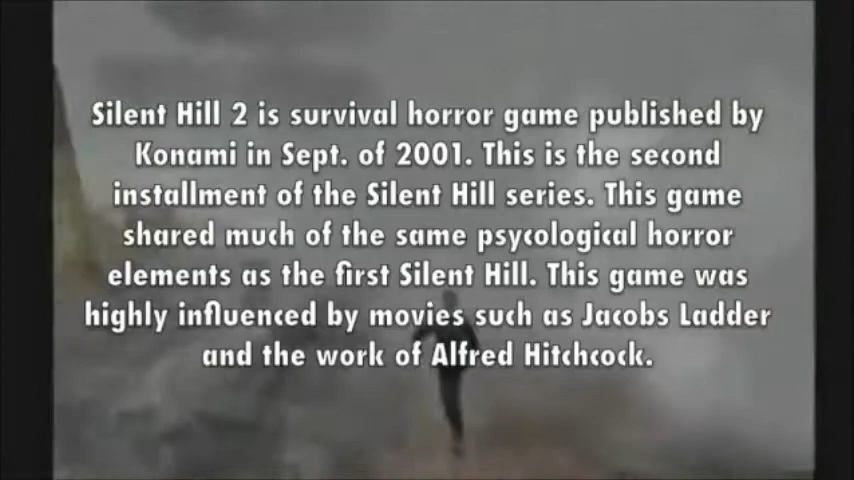 Silent Hill 2 is survival horror game published by
Konami in Sept. of 2001. This is the second
installment of the Silent Hill series. This game
shared much of the same psycological horror
elements as the first Silent Hill. This game was
highly influenced by movies such as Jacobs Ladder
and the work of Alfred Hitchcock.